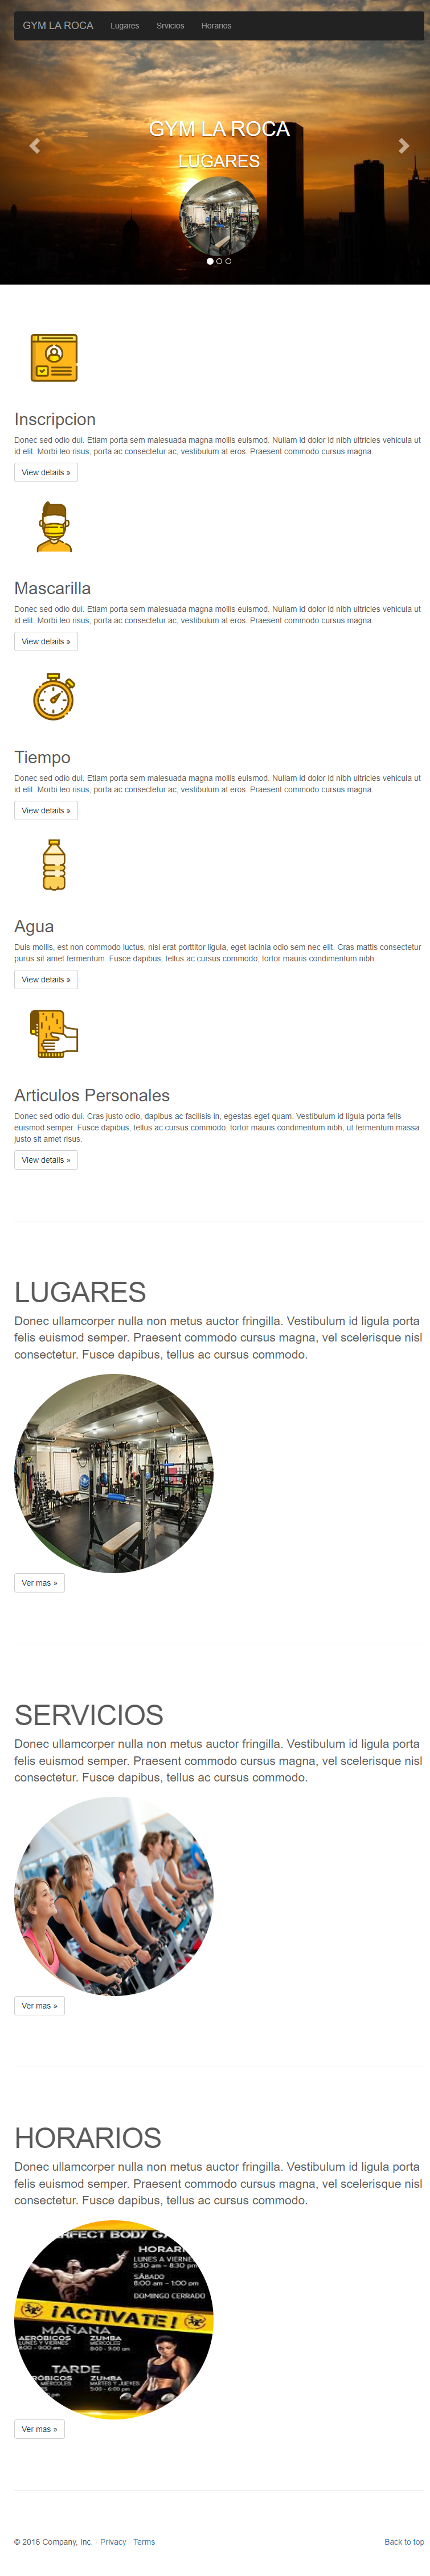 GYM LA ROCA Lugares Srvicios Horarios
GYM LA ROCA
LUGARES
Inscripcion
Donec sed odio dui. Etiam porta sem malesuada magna mollis euismod. Nullam id dolor id nibh ultricies vehicula ut
id elit. Morbi leo risus, porta ac consectetur ac, vestibulum at eros. Praesent commodo cursus magna.
View details »
Mascarilla
Donec sed odio dui. Etiam porta sem malesuada magna mollis euismod. Nullam id dolor id nibh ultricies vehicula ut
id elit. Morbi leo risus, porta ac consectetur ac, vestibulum at eros. Praesent commodo cursus magna.
View details »
Tiempo
Donec sed odio dui. Etiam porta sem malesuada magna mollis euismod. Nullam id dolor id nibh ultricies vehicula ut
id elit. Morbi leo risus, porta ac consectetur ac, vestibulum at eros. Praesent commodo cursus magna.
View details »
Agua
Duis mollis, est non commodo luctus, nisi erat porttitor ligula, eget lacinia odio sem nec elit. Cras mattis consectetur
purus sit amet fermentum. Fusce dapibus, tellus ac cursus commodo, tortor mauris condimentum nibh.
View details »
Articulos Personales
Donec sed odio dui. Cras justo odio, dapibus ac facilisis in, egestas eget quam. Vestibulum id ligula porta felis
euismod semper. Fusce dapibus, tellus ac cursus commodo, tortor mauris condimentum nibh, ut fermentum massa
justo sit amet risus.
View details »
LUGARES
Donec ullamcorper nulla non metus auctor fringilla. Vestibulum id ligula porta
felis euismod semper. Praesent commodo cursus magna, vel scelerisque nisl
consectetur. Fusce dapibus, tellus ac cursus commodo.
Ver mas »
SERVICIOS
Donec ullamcorper nulla non metus auctor fringilla. Vestibulum id ligula porta
felis euismod semper. Praesent commodo cursus magna, vel scelerisque nisl
consectetur. Fusce dapibus, tellus ac cursus commodo.
Ver mas »
HORARIOS
Donec ullamcorper nulla non metus auctor fringilla. Vestibulum id ligula porta
felis euismod semper. Praesent commodo cursus magna, vel scelerisque nisl
consectetur. Fusce dapibus, tellus ac cursus commodo.
RFECT BODY
HORARI
LUNES A VIERNE
5:30 am - 8:30 pm
SÁBADO
8:00 am - 1:00 pm
DOMINGO CERRADO
¡ACTIVATE!
MAÑANA
AERÓBICOS ZUMBA
LUNES Y VIERNES MIERCOLES
8:00 - 9:00 am
TARDE
RÓBICOS ZUMBA
MIERCOLES MARTES Y JUEVES
5:00 - 6:00 pm
Ver mas »
© 2016 Company, Inc. · Privacy · Terms Back to top